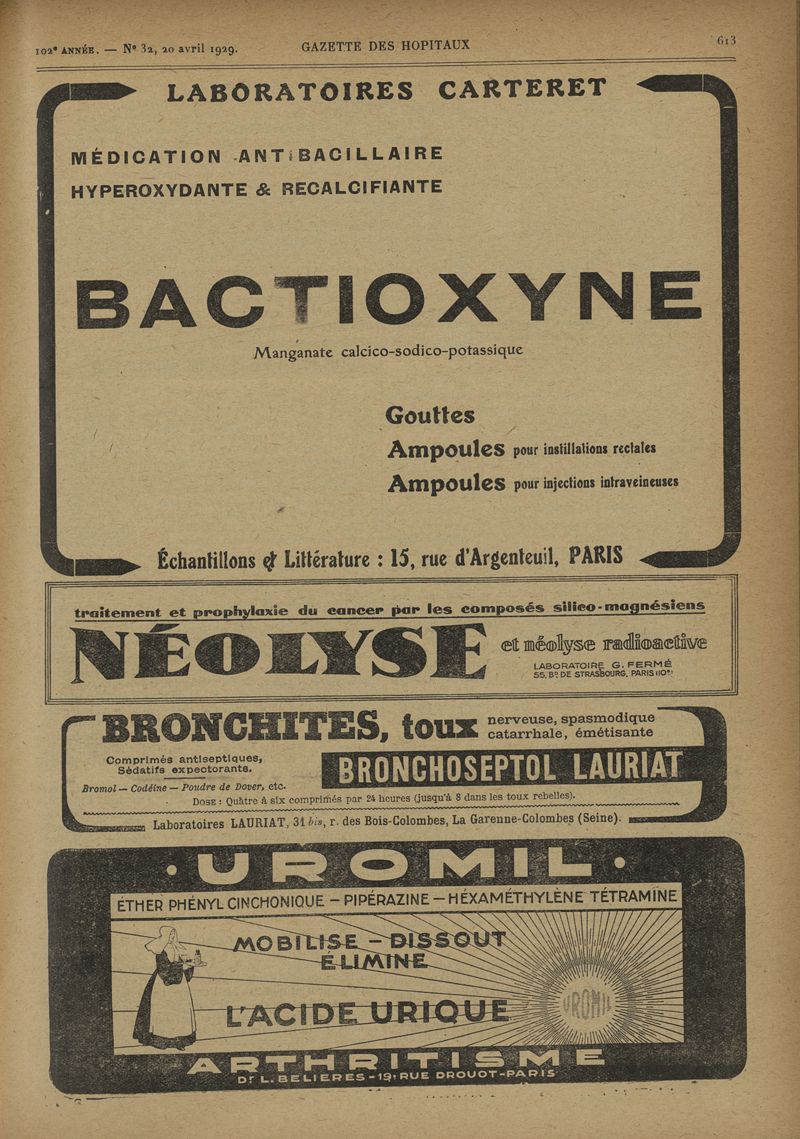 102ᵉ ANNÉE. — Nº 32, 20 avril 1929.
GAZETTE DES HOPITAUX
613
LABORATOIRES CARTERET
MÉDICATION ANTIBACILLAIRE
HYPEROXYDANTE & RECALCIFIANTE
BACTIOXYNE
Manganate calcico-sodico-potassique
Gouttes
Ampoules pour instillations rectales
Ampoules pour injections intraveineuses
Échantillons & Littérature : 15, rue d'Argenteuil, PARIS
traitement et prophylaxie du cancer par les composés silico-magnésiens
NÉOLYSE et néolyse radioactive
LABORATOIRE G. FERMÉ
55, Bᴰ DE STRASBOURG, PARIS (10ᵉ)
BRONCHITES, toux nerveuse, spasmodique
catarrhale, émétisante
Comprimés antiseptiques,
Sédatifs expectorants.
BRONCHOSEPTOL LAURIAT
Bromol — Codéine — Poudre de Dover, etc.
DOSE : Quatre à six comprimés par 24 heures (jusqu'à 8 dans les toux rebelles).
Laboratoires LAURIAT, 31 bis, r. des Bois-Colombes, La Garenne-Colombes (Seine).
· UROMIL ·
ÉTHER PHÉNYL CINCHONIQUE — PIPÉRAZINE — HÉXAMÉTHYLÈNE TÉTRAMINE
MOBILISE — DISSOUT
ÉLIMINE
UROMIL
L'ACIDE URIQUE
ARTHRITISME
Dʳ L. BELIERES - 19, RUE DROUOT - PARIS